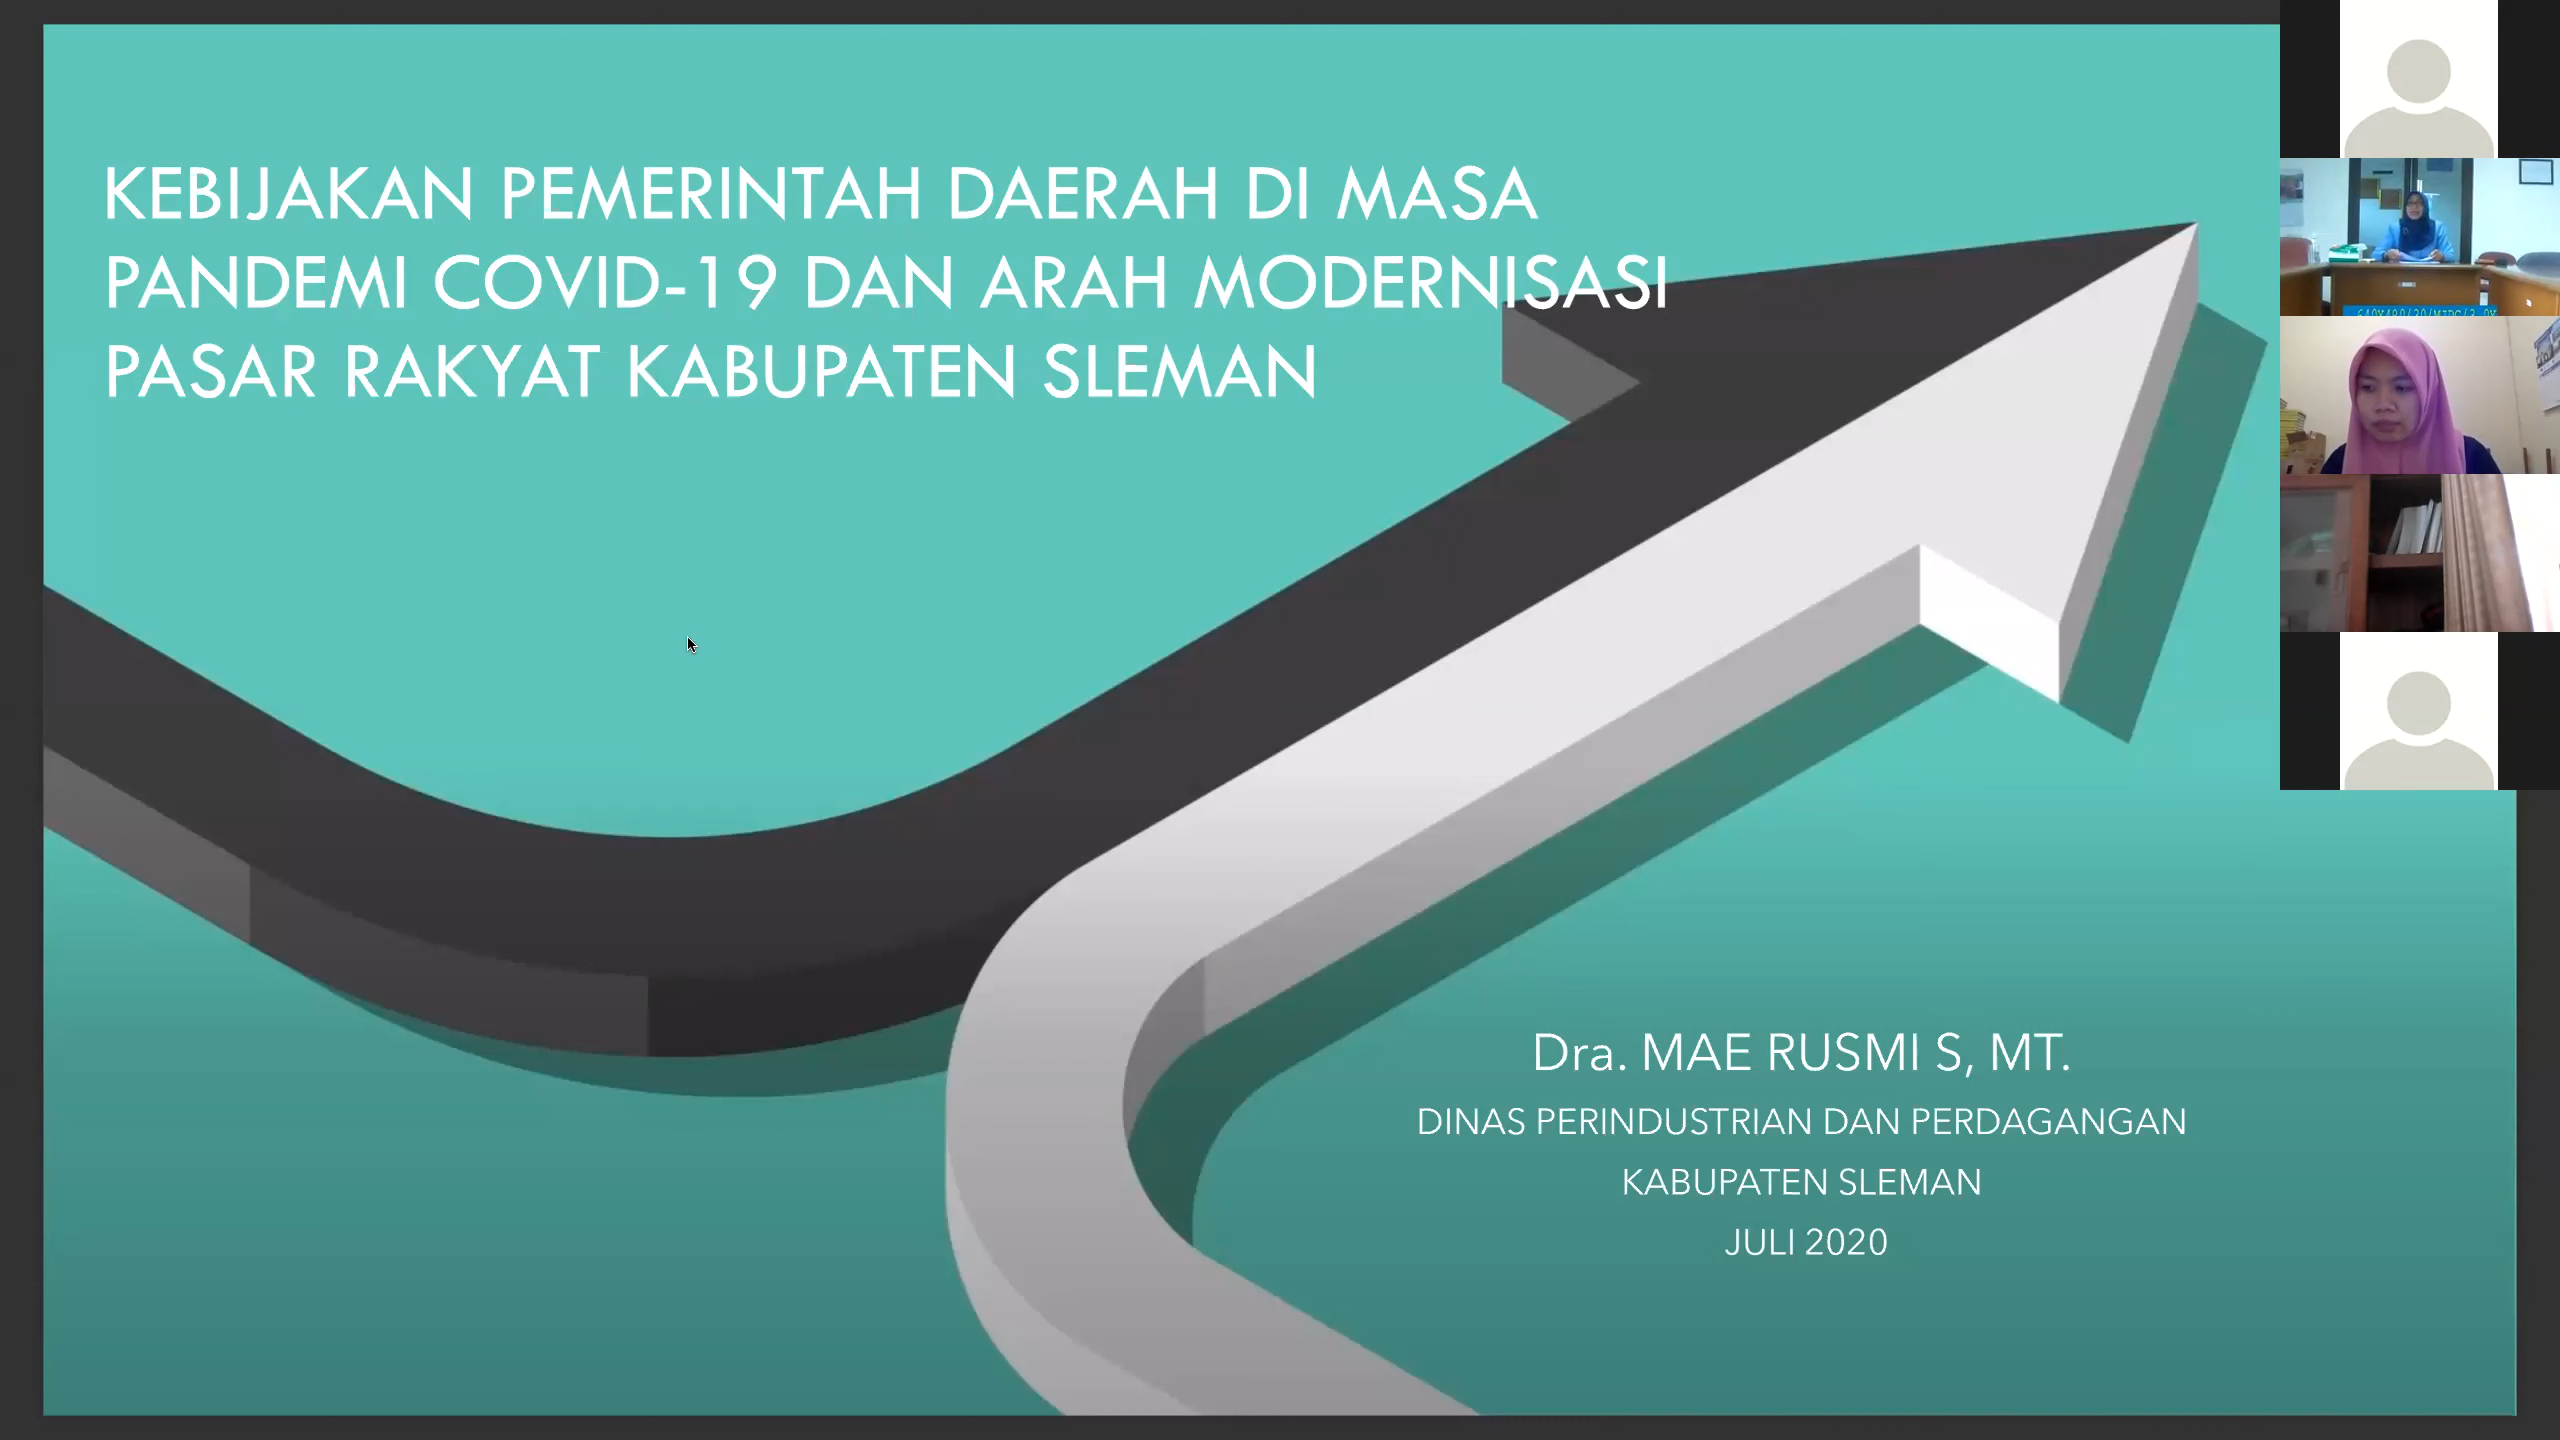 KEBIJAKAN PEMERINTAH DAERAH DI MASA
PANDEMI COVID-19 DAN ARAH MODERNISASI
PASAR RAKYAT KABUPATEN SLEMAN
Dra. MAE RUSMI S, MT.
DINAS PERINDUSTRIAN DAN PERDAGANGAN
KABUPATEN SLEMAN
JULI 2020